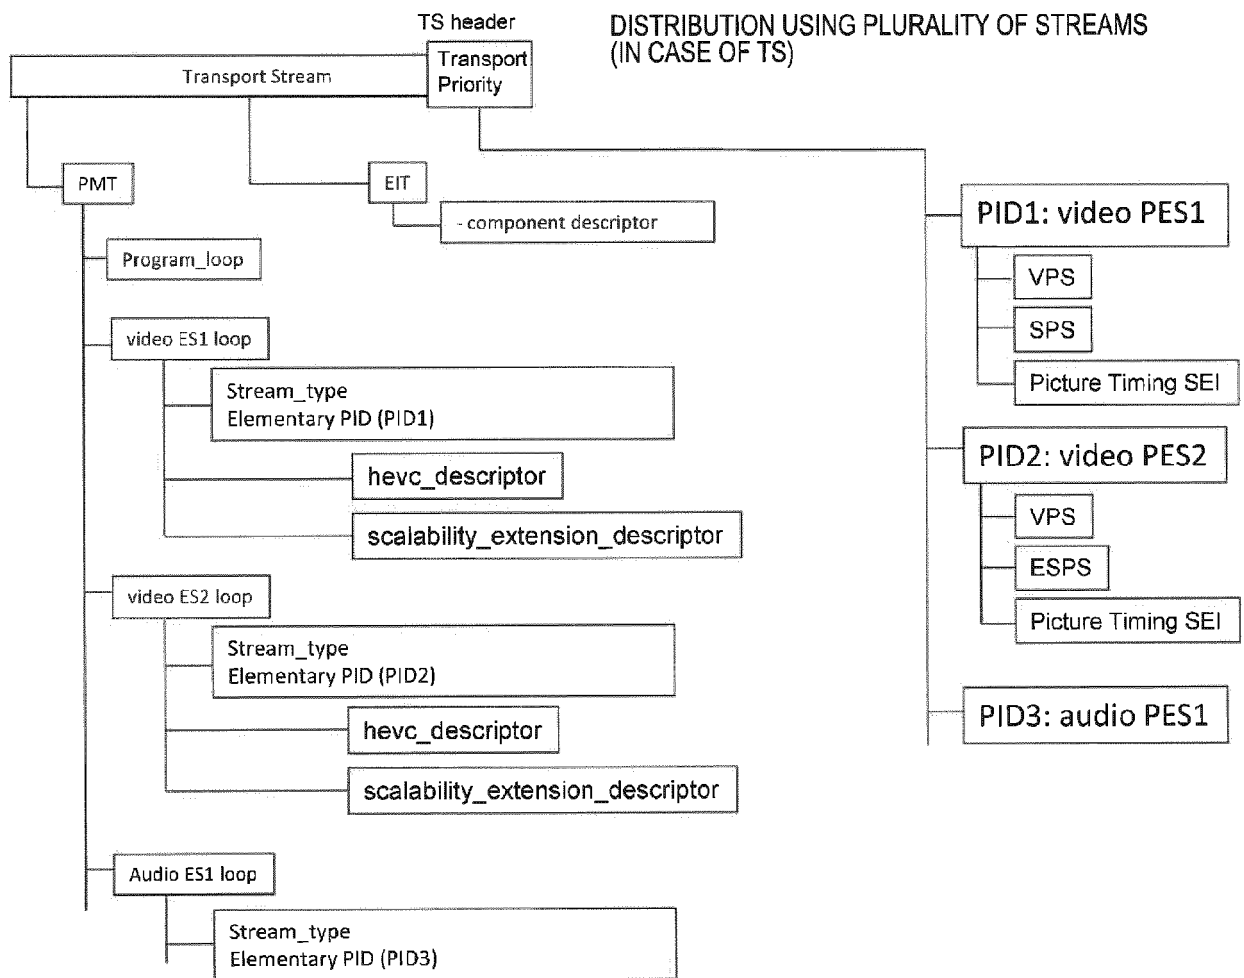 TS header
DISTRIBUTION USING PLURALITY OF STREAMS
(IN CASE OF TS)
Transport Stream
Transport
Priority
PMT
EIT
- component descriptor
Program_loop
video ES1 loop
Stream_type
Elementary PID (PID1)
hevc_descriptor
scalability_extension_descriptor
video ES2 loop
Stream_type
Elementary PID (PID2)
hevc_descriptor
scalability_extension_descriptor
Audio ES1 loop
Stream_type
Elementary PID (PID3)
PID1: video PES1
VPS
SPS
Picture Timing SEI
PID2: video PES2
VPS
ESPS
Picture Timing SEI
PID3: audio PES1